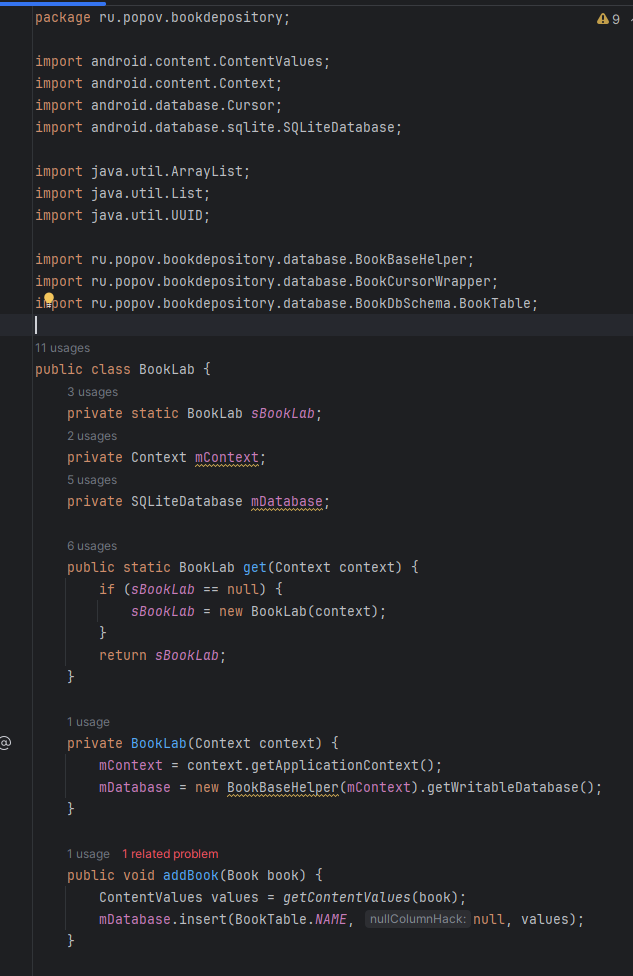 package ru.popov.bookdepository;
9
import android.content.ContentValues;
import android.content.Context;
import android.database.Cursor;
import android.database.sqlite.SQLiteDatabase;
import java.util.ArrayList;
import java.util.List;
import java.util.UUID;
import ru.popov.bookdepository.database.BookBaseHelper;
import ru.popov.bookdepository.database.BookCursorWrapper;
import ru.popov.bookdepository.database.BookDbSchema.BookTable;
11 usages
public class BookLab {
3 usages
private static BookLab sBookLab;
2 usages
private Context mContext;
5 usages
private SQLiteDatabase mDatabase;
6 usages
public static BookLab get(Context context) {
if (sBookLab == null) {
sBookLab = new BookLab(context);
}
return sBookLab;
}
1 usage
private BookLab(Context context) {
mContext = context.getApplicationContext();
mDatabase = new BookBaseHelper(mContext).getWritableDatabase();
}
1 usage 1 related problem
public void addBook(Book book) {
ContentValues values = getContentValues(book);
mDatabase.insert(BookTable.NAME, nullColumnHack: null, values);
}